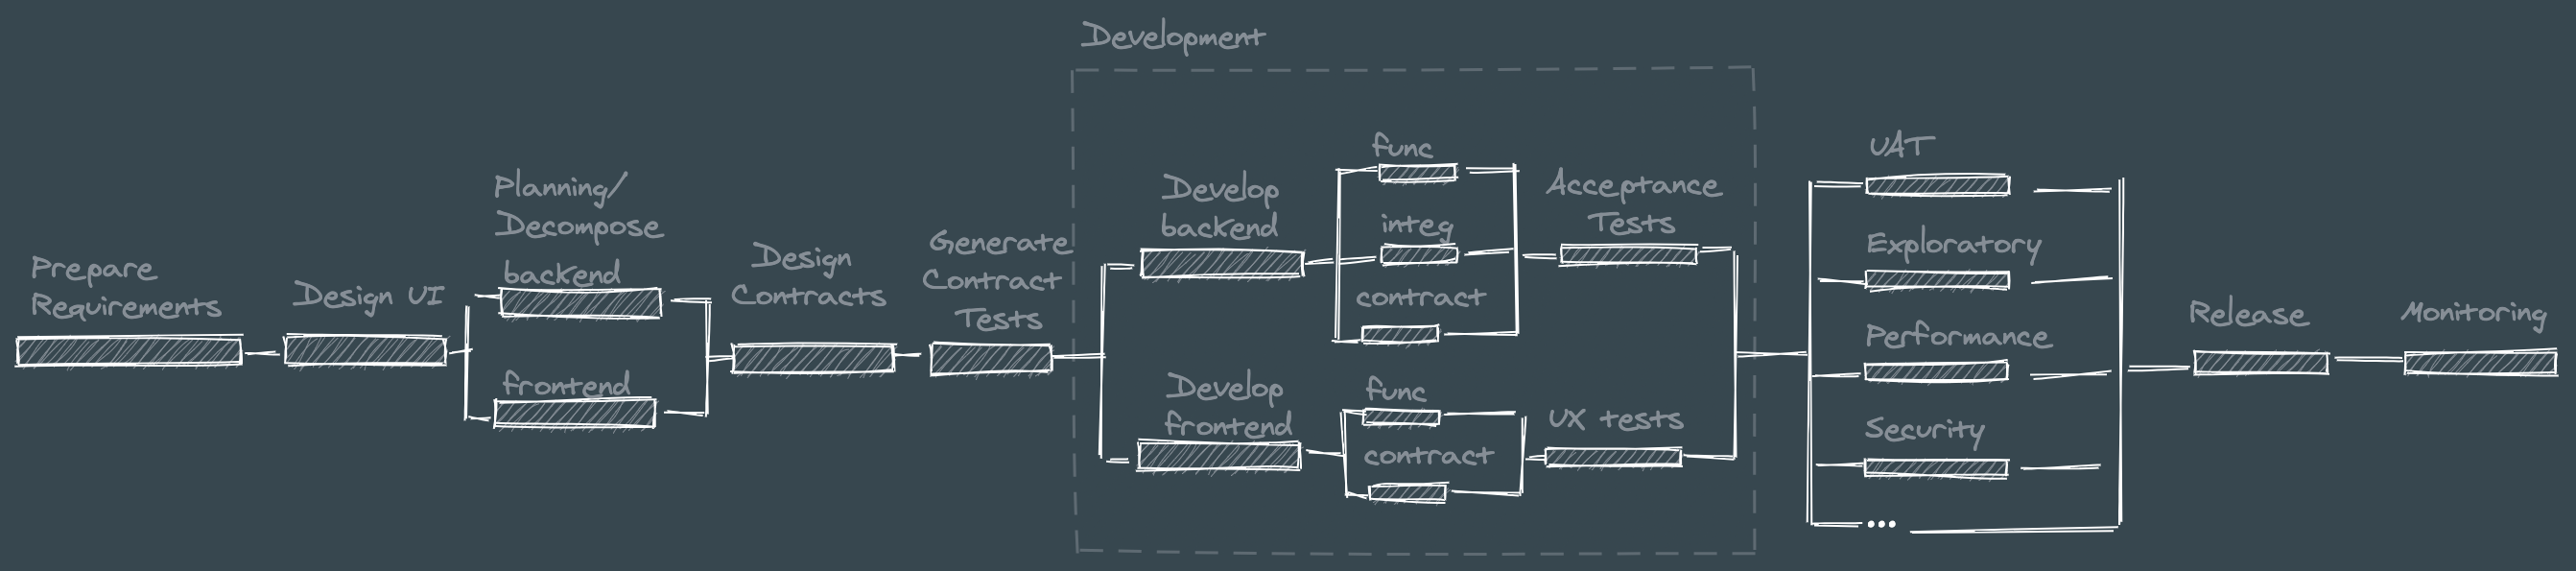 Development
Prepare
Requirements
Design UI
Planning/
Decompose
backend
frontend
Design
Contracts
Generate
Contract
Tests
Develop
backend
func
integ
contract
Acceptance
Tests
Develop
frontend
func
contract
UX tests
UAT
Exploratory
Performance
Security
...
Release
Monitoring